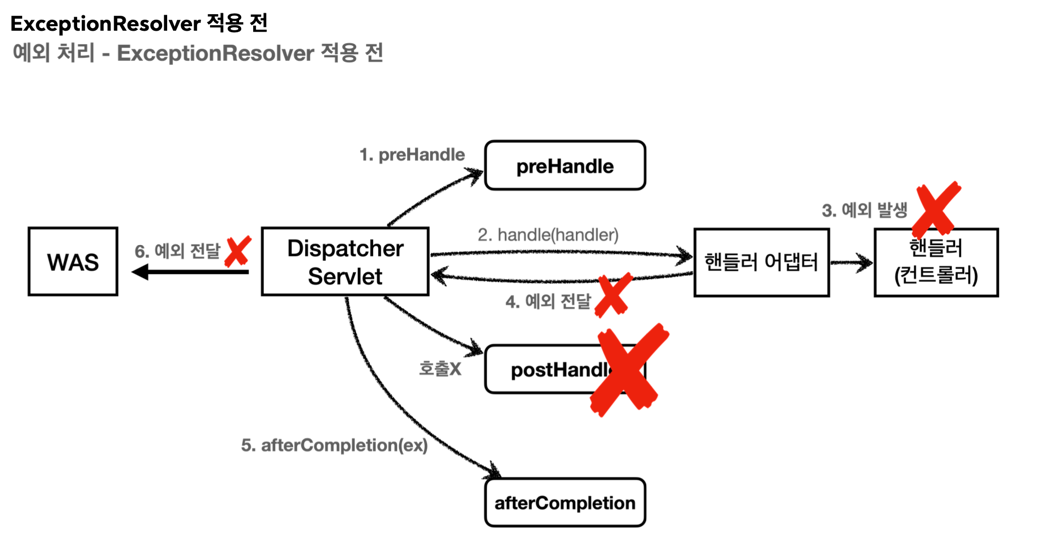 ExceptionResolver 적용 전
예외 처리 - ExceptionResolver 적용 전
1. preHandle
preHandle
3. 예외 발생
WAS
6. 예외 전달
Dispatcher
Servlet
2. handle(handler)
4. 예외 전달
핸들러 어댑터
핸들러
(컨트롤러)
호출X
postHandle
5. afterCompletion(ex)
afterCompletion